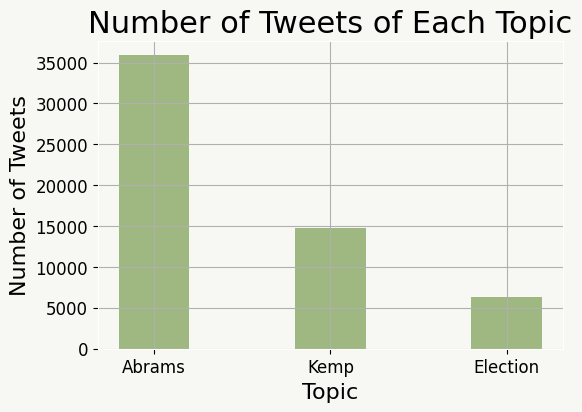 Number of Tweets of Each Topic
Number of Tweets
35000
30000
25000
20000
15000
10000
5000
0
Abrams Kemp Election
Topic